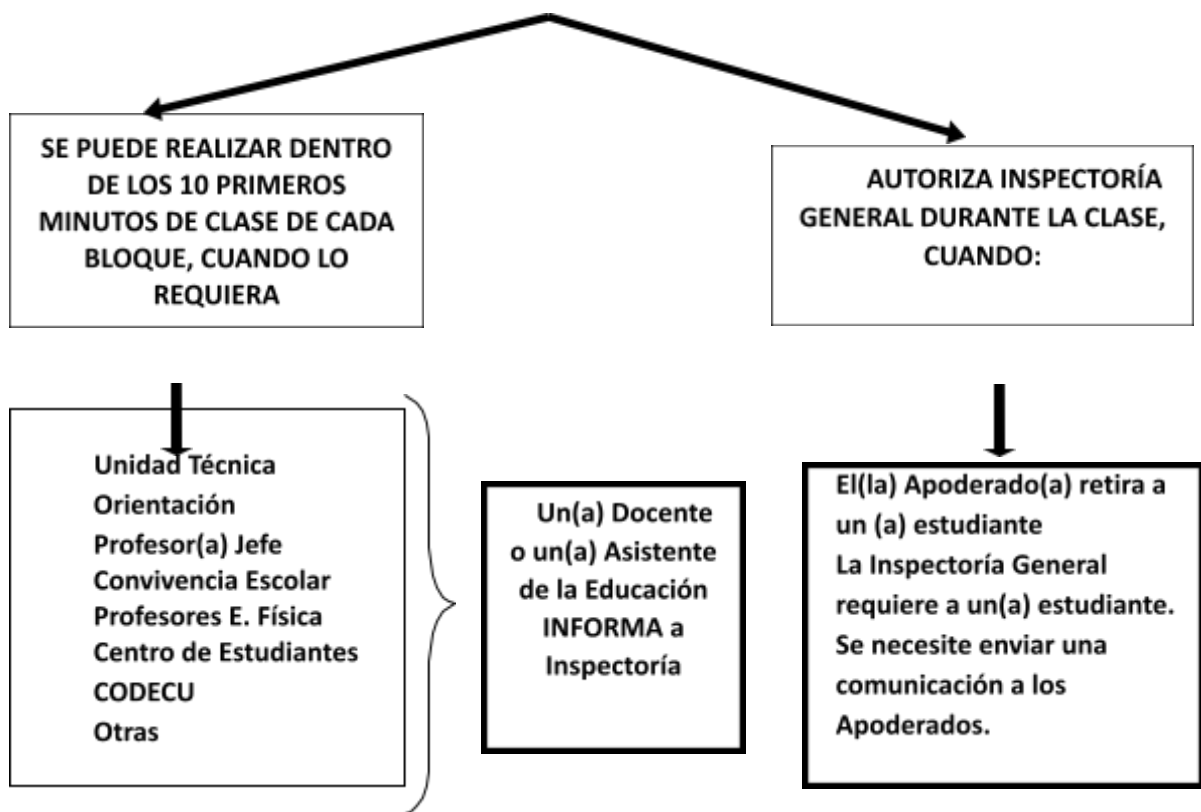 SE PUEDE REALIZAR DENTRO
DE LOS 10 PRIMEROS
MINUTOS DE CLASE DE CADA
BLOQUE, CUANDO LO
REQUIERA
AUTORIZA INSPECTORÍA
GENERAL DURANTE LA CLASE,
CUANDO:
Unidad Técnica
Orientación
Profesor(a) Jefe
Convivencia Escolar
Profesores E. Física
Centro de Estudiantes
CODECU
Otras
Un(a) Docente
o un(a) Asistente
de la Educación
INFORMA a
Inspectoría
El(la) Apoderado(a) retira a
un (a) estudiante
La Inspectoría General
requiere a un(a) estudiante.
Se necesite enviar una
comunicación a los
Apoderados.